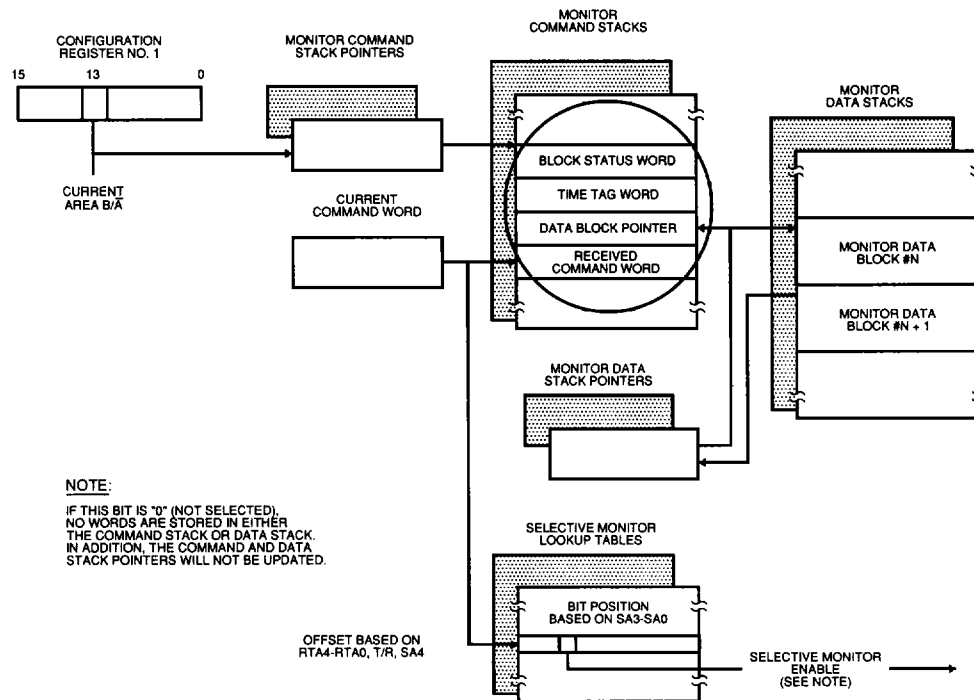 CONFIGURATION
REGISTER NO. 1
15 13 0
CURRENT
AREA B/A̅
MONITOR COMMAND
STACK POINTERS
CURRENT
COMMAND WORD
MONITOR
COMMAND STACKS
BLOCK STATUS WORD
TIME TAG WORD
DATA BLOCK POINTER
RECEIVED
COMMAND WORD
MONITOR
DATA STACKS
MONITOR DATA
BLOCK #N
MONITOR DATA
BLOCK #N + 1
MONITOR DATA
STACK POINTERS
NOTE:
IF THIS BIT IS "0" (NOT SELECTED),
NO WORDS ARE STORED IN EITHER
THE COMMAND STACK OR DATA STACK.
IN ADDITION, THE COMMAND AND DATA
STACK POINTERS WILL NOT BE UPDATED.
SELECTIVE MONITOR
LOOKUP TABLES
BIT POSITION
BASED ON SA3-SA0
OFFSET BASED ON
RTA4-RTA0, T/R, SA4
SELECTIVE MONITOR
ENABLE
(SEE NOTE)